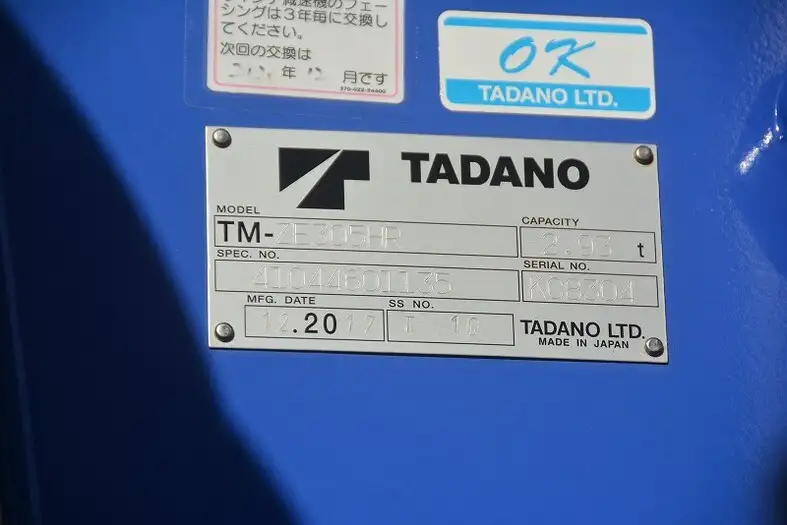 シングは3年毎に交換し
てください。
次回の交換は
年 月です
OK
TADANO LTD.
TADANO
MODEL
TM-ZE305HR
CAPACITY
2.93 t
SPEC. NO.
41044801135
SERIAL NO.
KC8304
MFG. DATE
12.2017
SS NO.
T 10
TADANO LTD.
MADE IN JAPAN